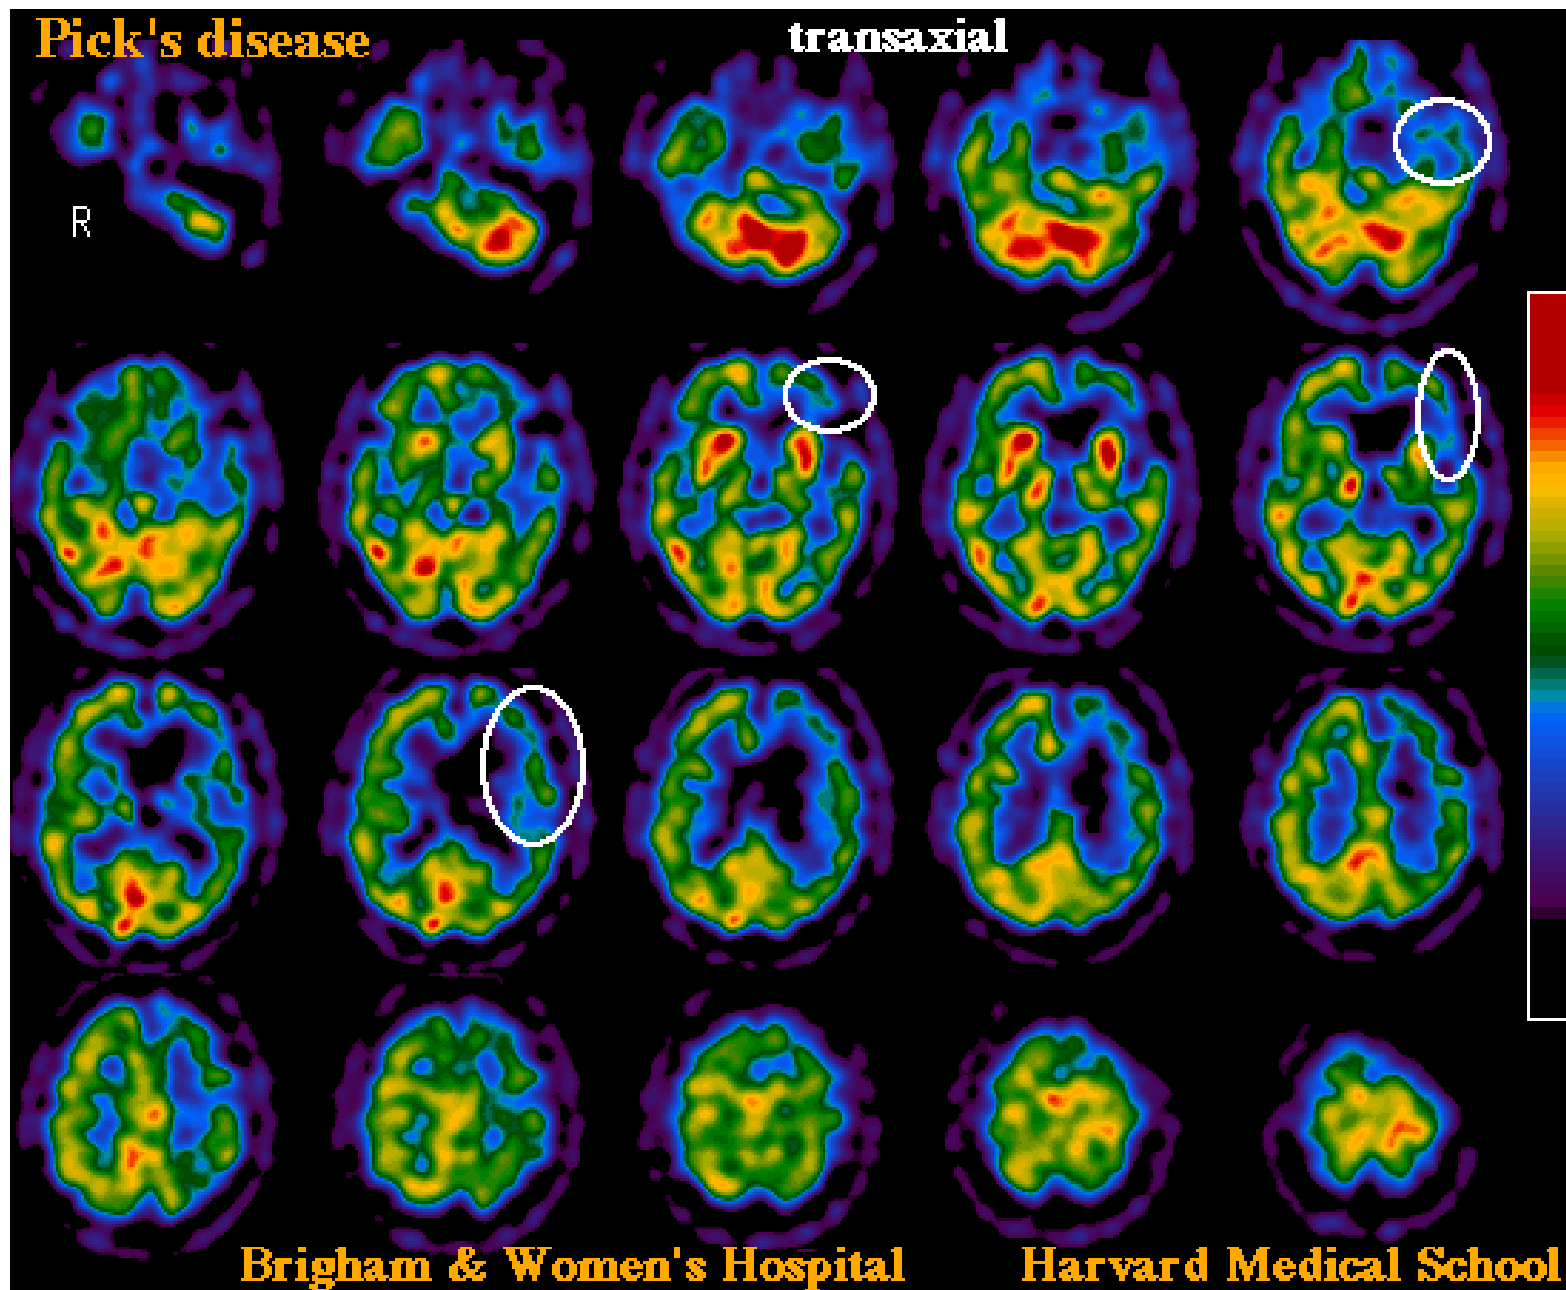 Pick's disease
transaxial
R
Brigham & Women's Hospital
Harvard Medical School